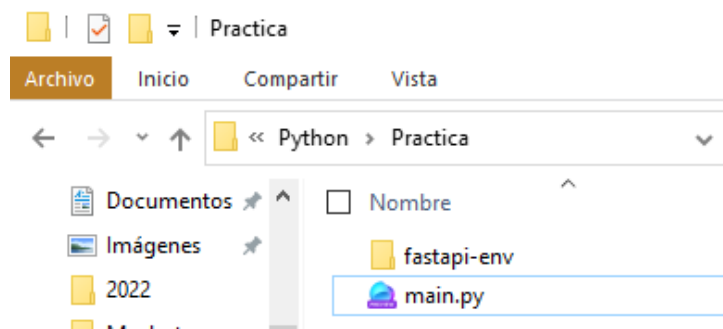 Practica
Archivo Inicio Compartir Vista
« Python › Practica
Documentos
Nombre
Imágenes
fastapi-env
2022
main.py